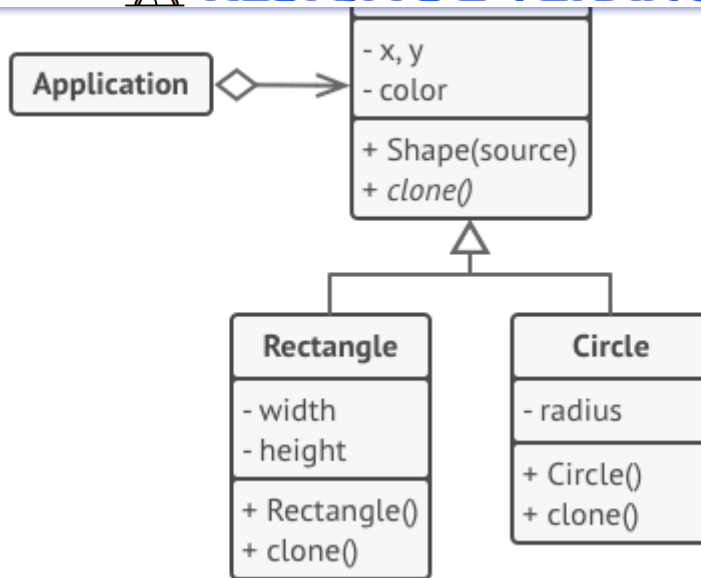 Application
- x, y
- color
+ Shape(source)
+ clone()
Rectangle
- width
- height
+ Rectangle()
+ clone()
Circle
- radius
+ Circle()
+ clone()